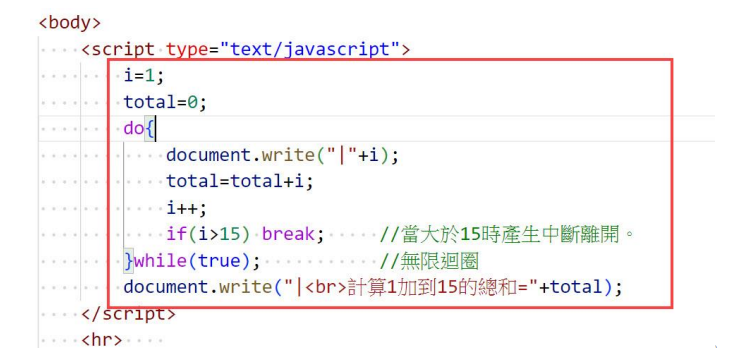 <body>
    <script type="text/javascript">
        i=1;
        total=0;
        do{
            document.write("|"+i);
            total=total+i;
            i++;
            if(i>15) break;     //當大於15時產生中斷離開。
        }while(true);           //無限迴圈
        document.write("|<br>計算1加到15的總和="+total);
    </script>
    <hr>